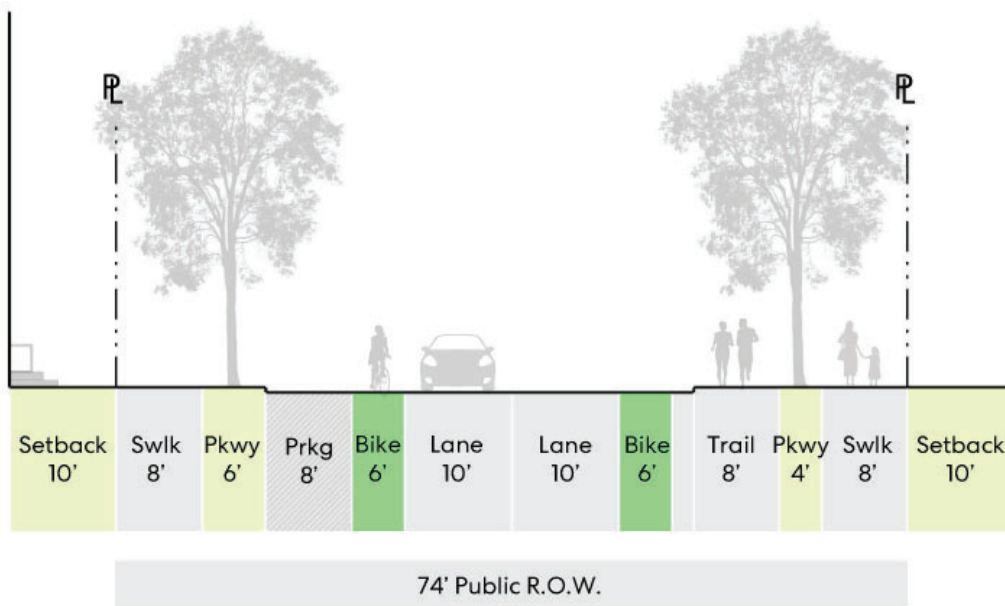 PL
PL
Setback
10'
Swlk
8'
Pkwy
6'
Prkg
8'
Bike
6'
Lane
10'
Lane
10'
Bike
6'
Trail
8'
Pkwy
4'
Swlk
8'
Setback
10'
74' Public R.O.W.